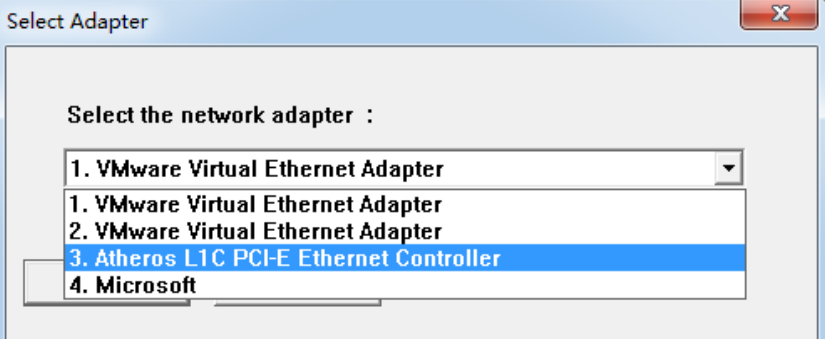 Select Adapter
Select the network adapter :
1. VMware Virtual Ethernet Adapter
1. VMware Virtual Ethernet Adapter
2. VMware Virtual Ethernet Adapter
3. Atheros L1C PCI-E Ethernet Controller
4. Microsoft